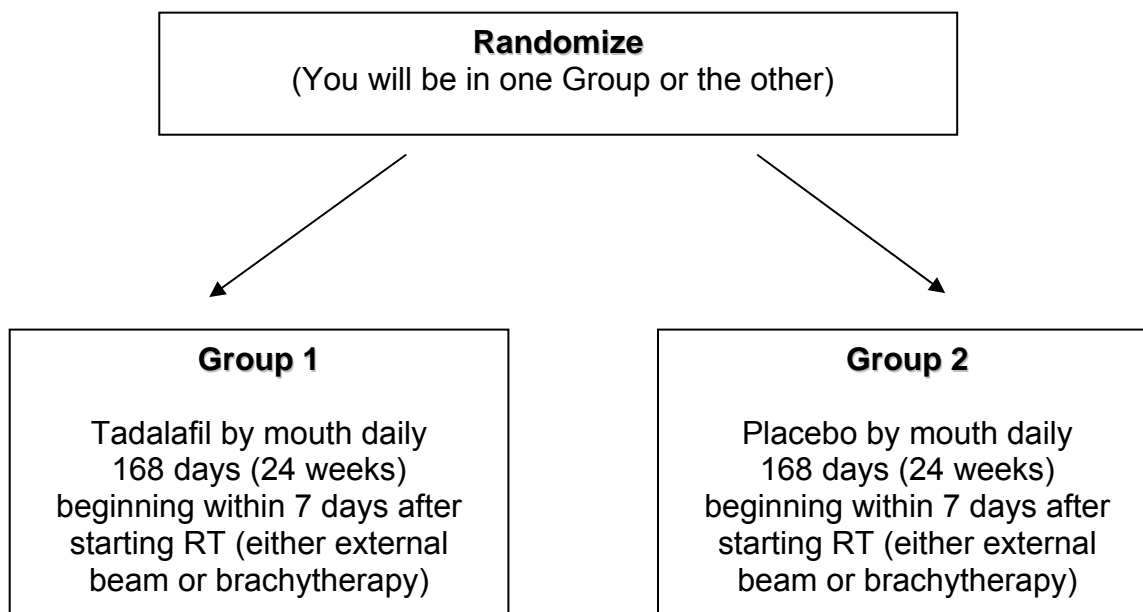 Randomize
(You will be in one Group or the other)
Group 1
Tadalafil by mouth daily
168 days (24 weeks)
beginning within 7 days after
starting RT (either external
beam or brachytherapy)
Group 2
Placebo by mouth daily
168 days (24 weeks)
beginning within 7 days after
starting RT (either external
beam or brachytherapy)